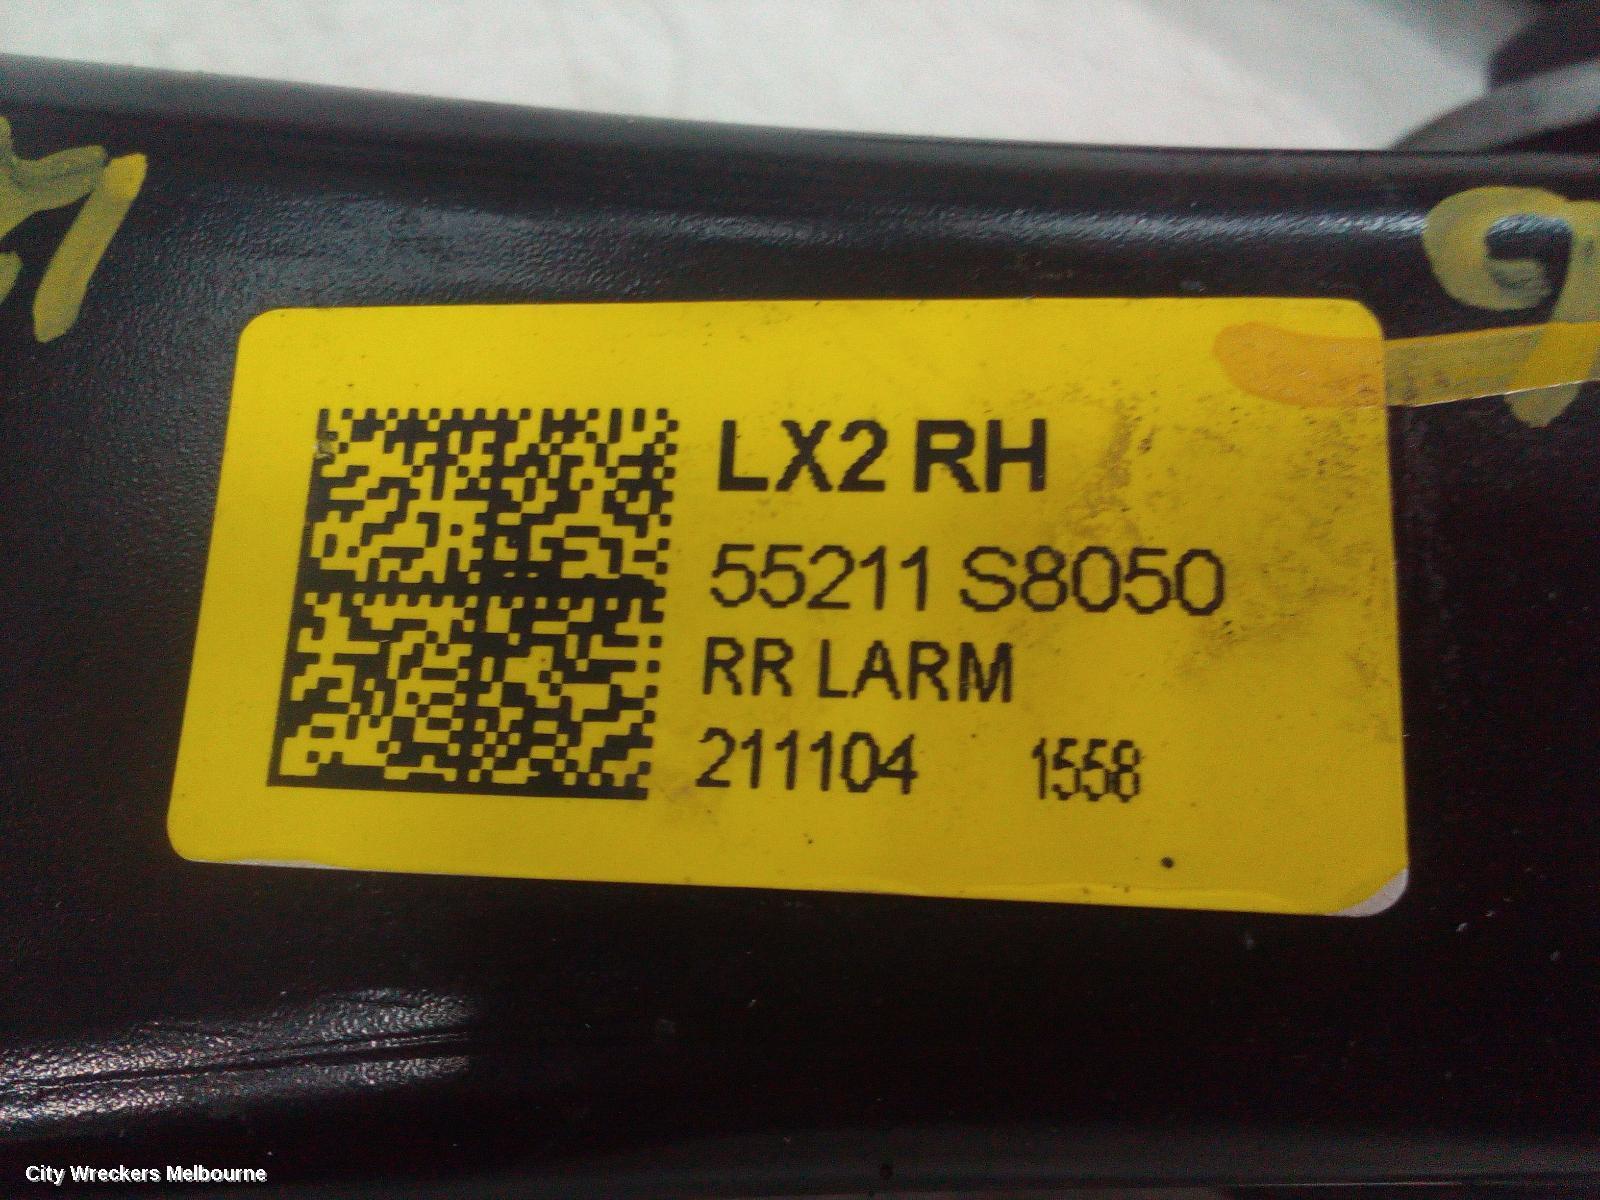 LX2 RH
55211 S8050
RR LARM
211104 1558
City Wreckers Melbourne